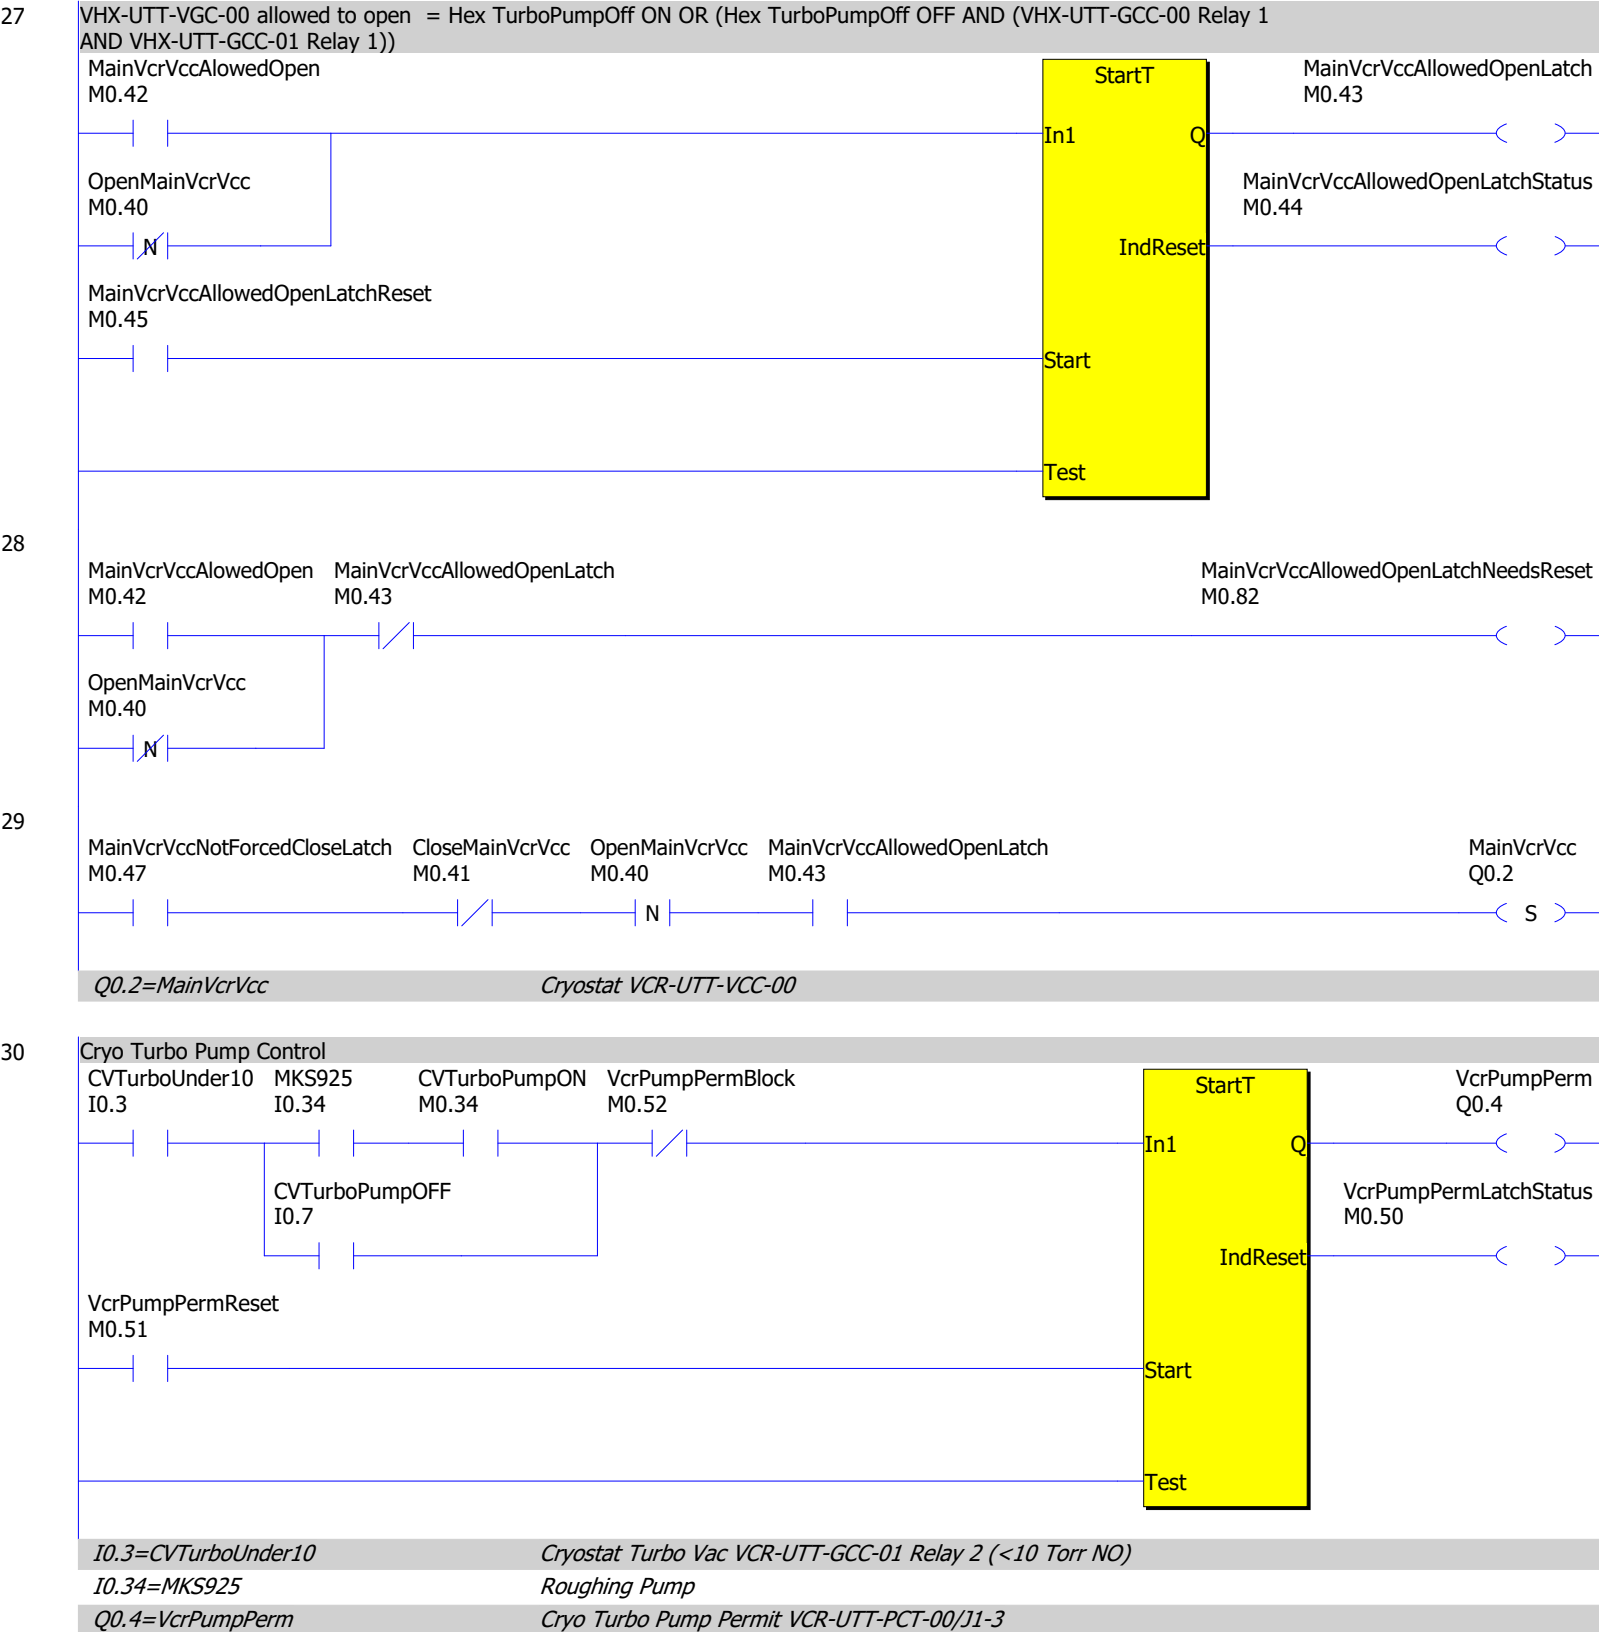 27
VHX-UTT-VGC-00 allowed to open = Hex TurboPumpOff ON OR (Hex TurboPumpOff OFF AND (VHX-UTT-GCC-00 Relay 1
AND VHX-UTT-GCC-01 Relay 1))
MainVcrVccAlowedOpen
M0.42
StartT
MainVcrVccAllowedOpenLatch
M0.43
In1
Q
OpenMainVcrVcc
M0.40
MainVcrVccAllowedOpenLatchStatus
M0.44
N
IndReset
MainVcrVccAllowedOpenLatchReset
M0.45
Start
Test
28
MainVcrVccAlowedOpen MainVcrVccAllowedOpenLatch MainVcrVccAllowedOpenLatchNeedsReset
M0.42 M0.43 M0.82
OpenMainVcrVcc
M0.40
N
29
MainVcrVccNotForcedCloseLatch CloseMainVcrVcc OpenMainVcrVcc MainVcrVccAllowedOpenLatch MainVcrVcc
M0.47 M0.41 M0.40 M0.43 Q0.2
N S
Q0.2=MainVcrVcc Cryostat VCR-UTT-VCC-00
30
Cryo Turbo Pump Control
CVTurboUnder10 MKS925 CVTurboPumpON VcrPumpPermBlock StartT VcrPumpPerm
I0.3 I0.34 M0.34 M0.52 Q0.4
In1 Q
CVTurboPumpOFF VcrPumpPermLatchStatus
I0.7 M0.50
IndReset
VcrPumpPermReset
M0.51
Start
Test
I0.3=CVTurboUnder10 Cryostat Turbo Vac VCR-UTT-GCC-01 Relay 2 (<10 Torr NO)
I0.34=MKS925 Roughing Pump
Q0.4=VcrPumpPerm Cryo Turbo Pump Permit VCR-UTT-PCT-00/J1-3